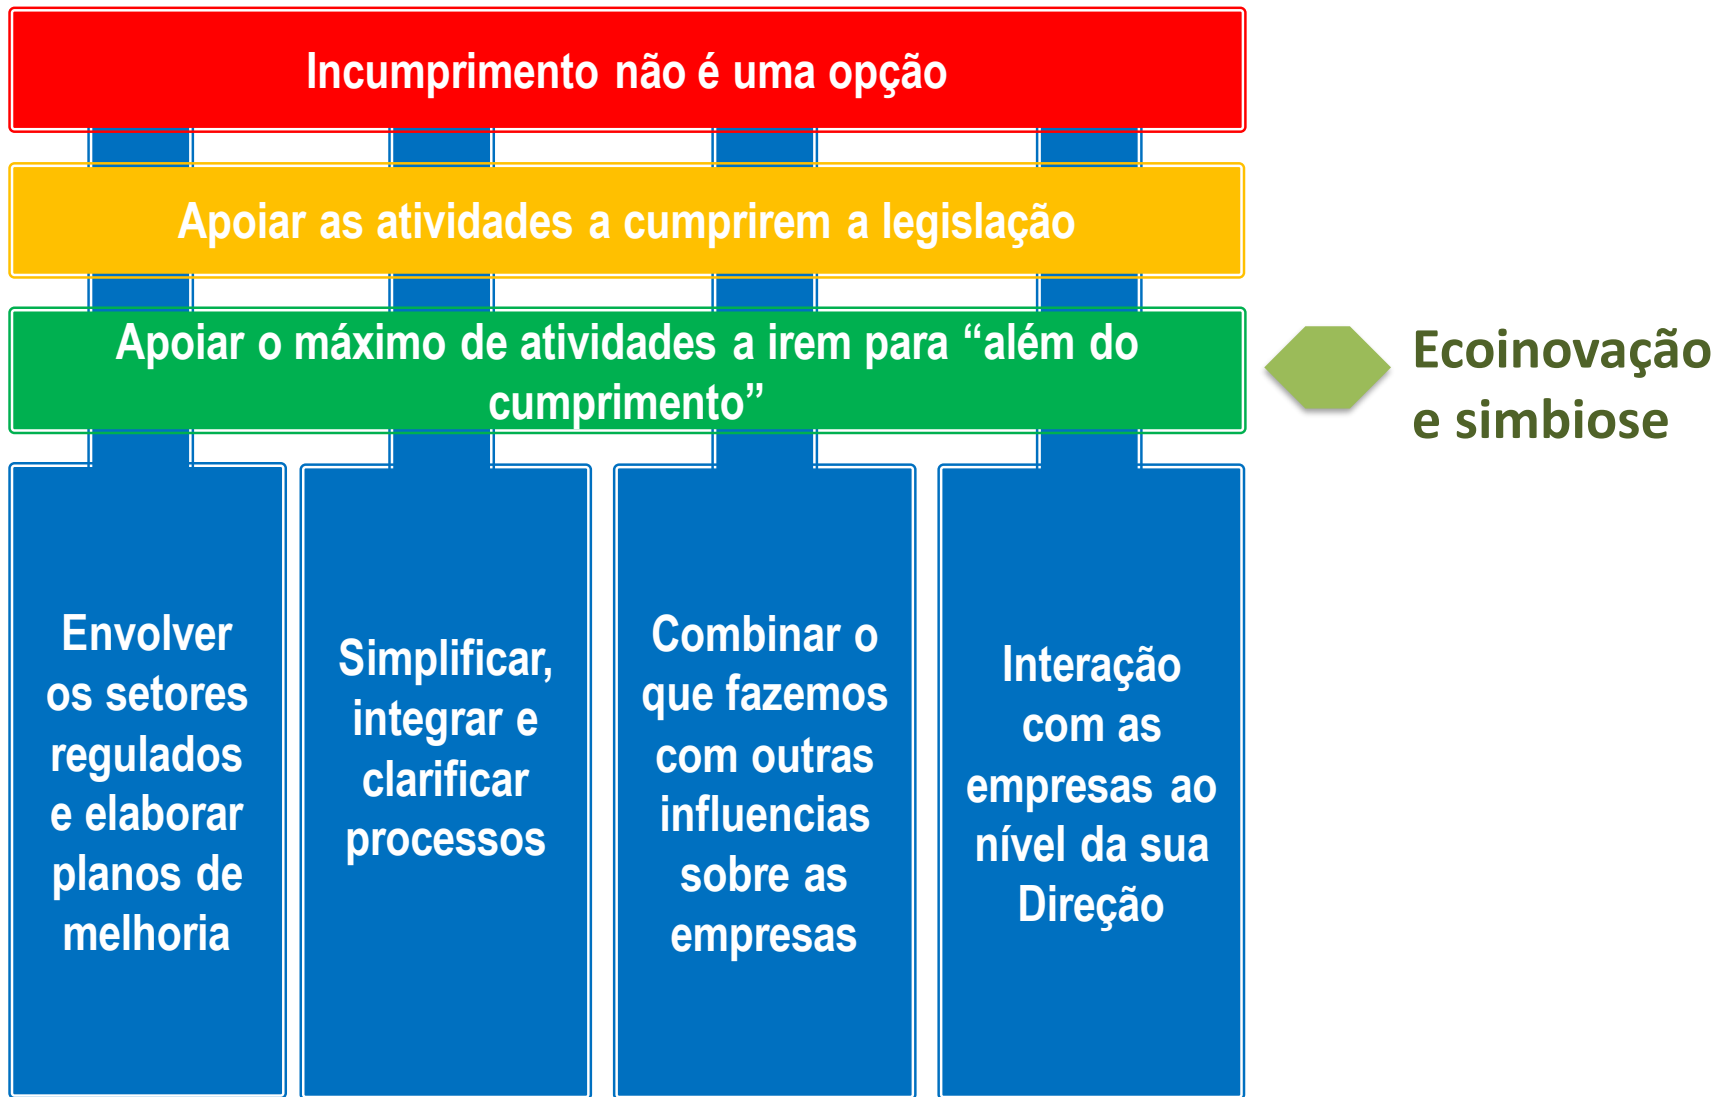 Incumprimento não é uma opção
Apoiar as atividades a cumprirem a legislação
Apoiar o máximo de atividades a irem para “além do
cumprimento”
Ecoinovação
e simbiose
Envolver
os setores
regulados
e elaborar
planos de
melhoria
Simplificar,
integrar e
clarificar
processos
Combinar o
que fazemos
com outras
influencias
sobre as
empresas
Interação
com as
empresas ao
nível da sua
Direção